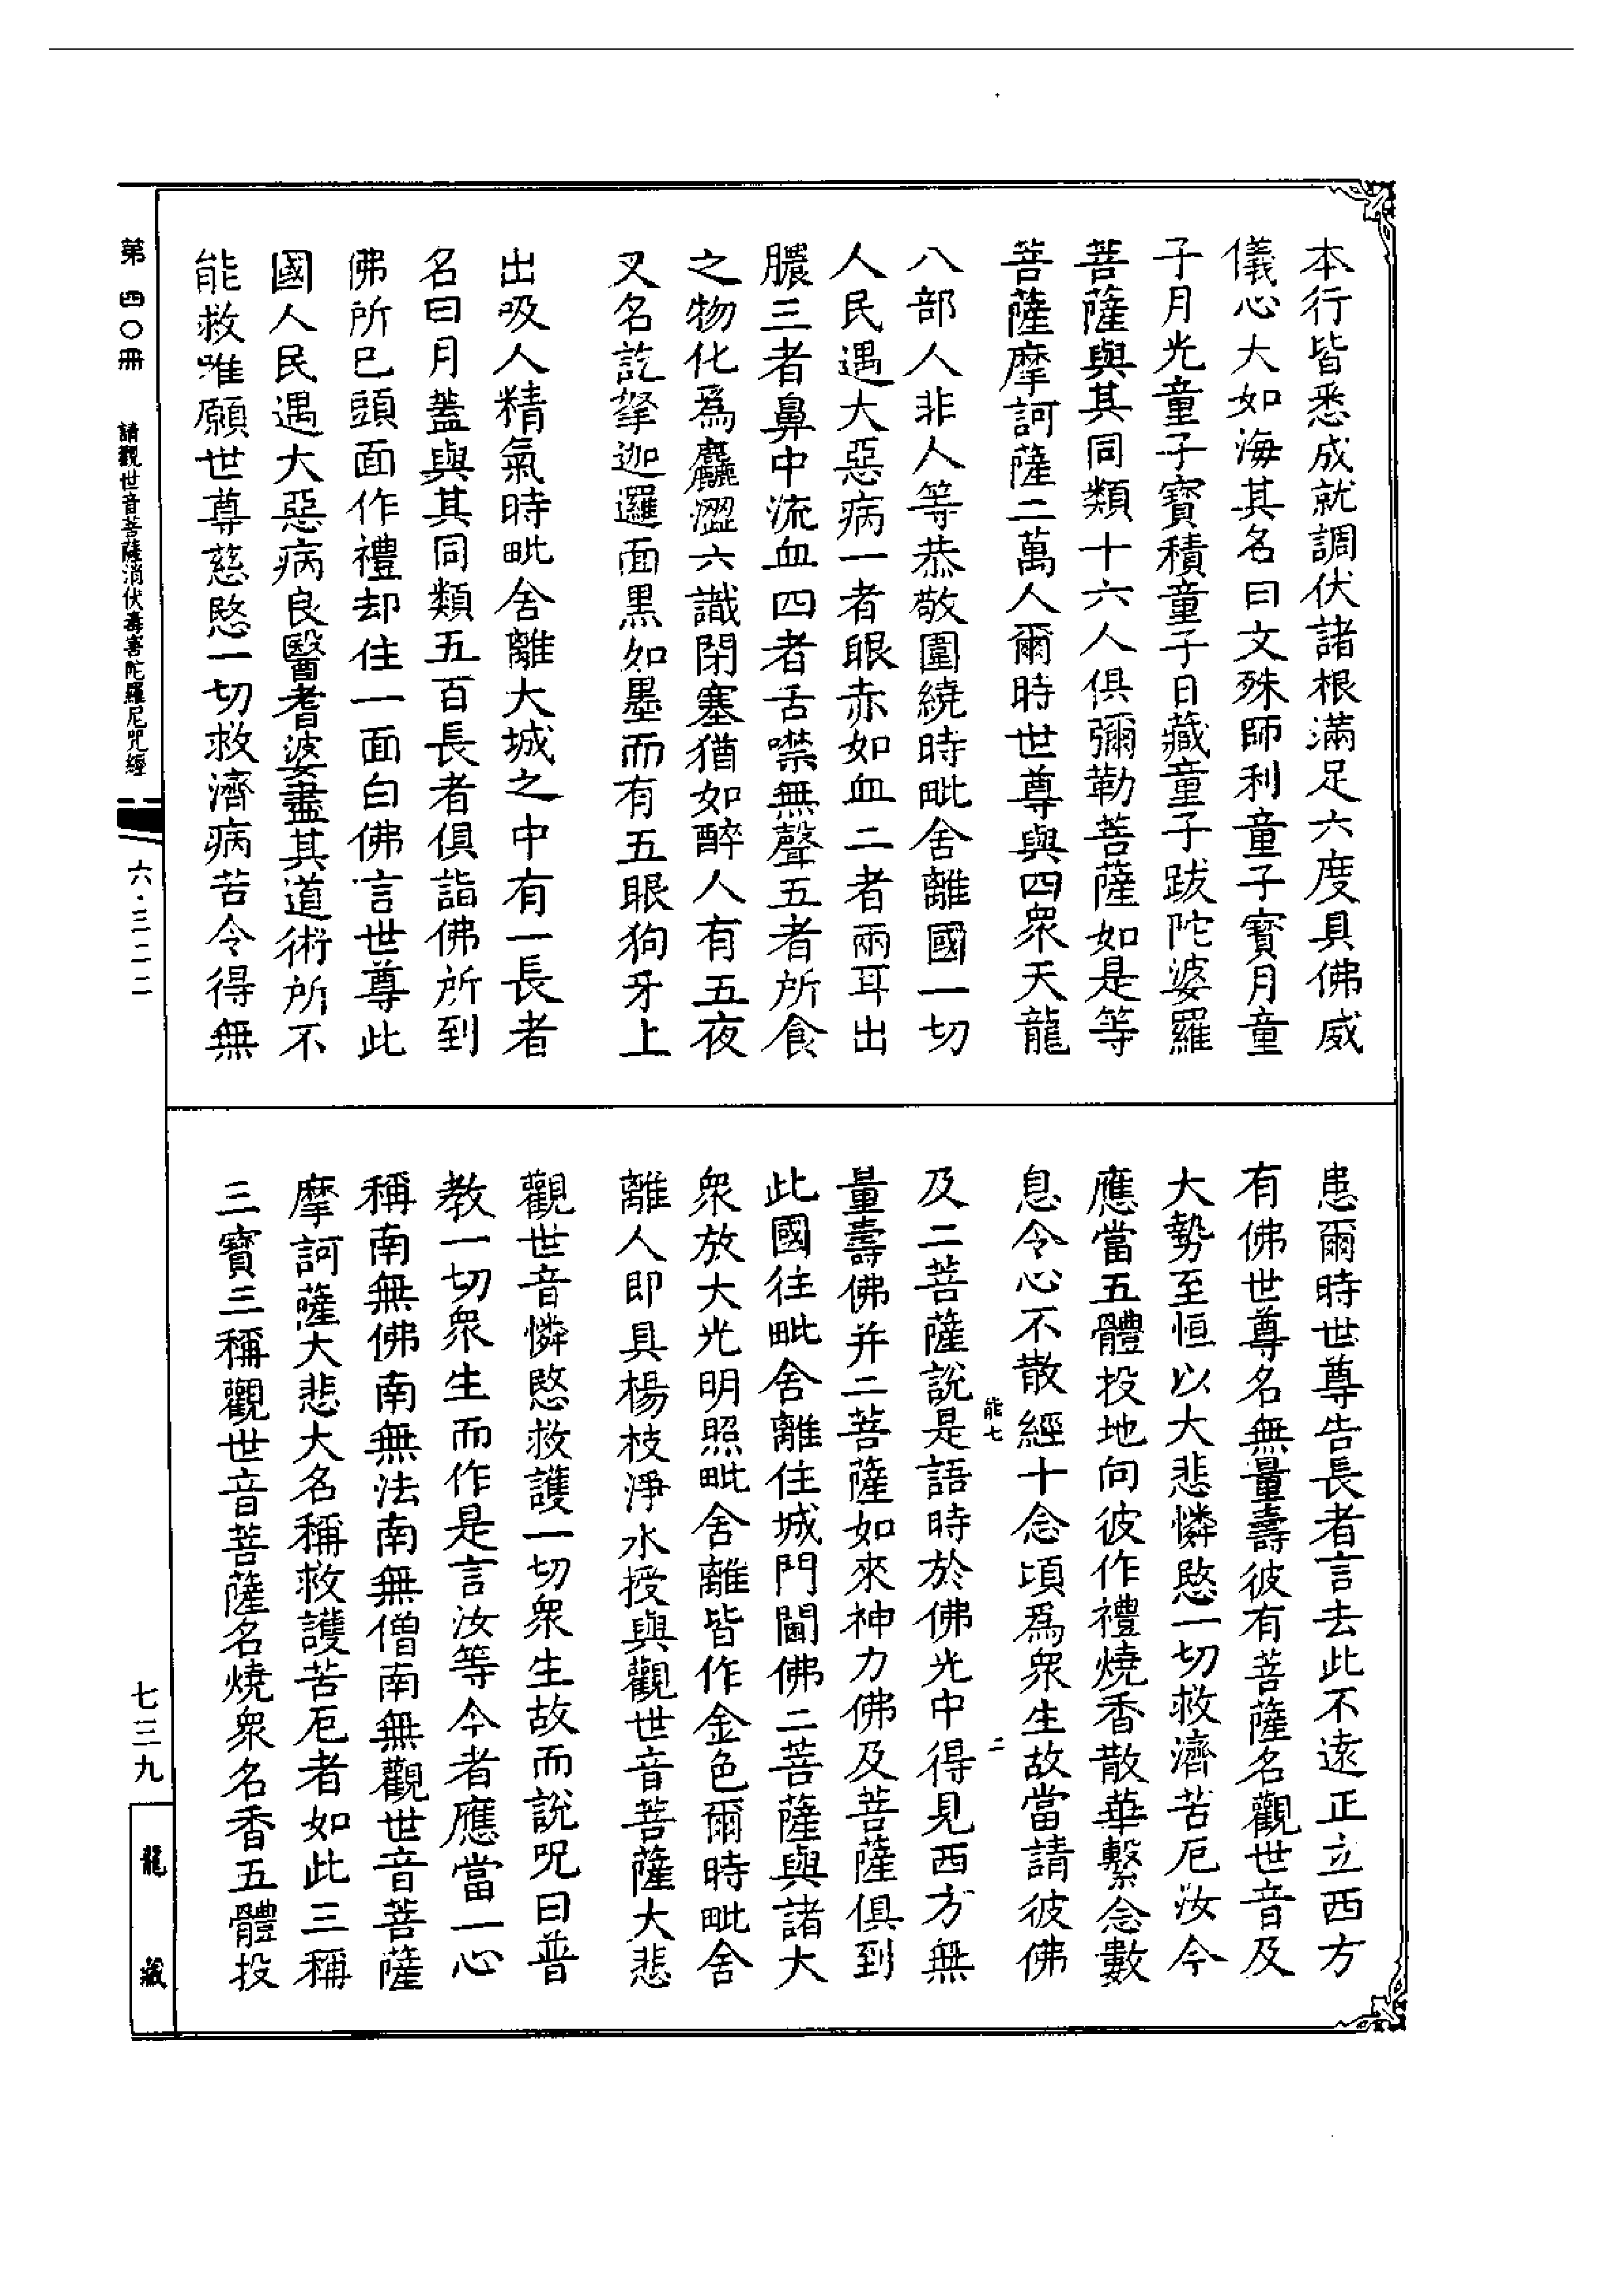 本行皆悉成就調伏諸根滿足六度具佛威
儀心大如海其名曰文殊師利童子寶月童
子月光童子寶積童子日藏童子跋陀婆羅
菩薩與其同類十六人俱彌勒菩薩如是等
菩薩摩訶薩二萬人爾時世尊與四眾天龍
八部人非人等恭敬圍繞時毗舍離國一切
人民遇大惡病一者眼赤如血二者兩耳出
膿三者鼻中流血四者舌噤無聲五者所食
之物化為麤澀六識閉塞猶如醉人有五夜
叉名訖拏迦邏面黑如墨而有五眼狗牙上
出吸人精氣時毗舍離大城之中有一長者
名曰月蓋與其同類五百長者俱詣佛所到
佛所已頭面作禮却住一面白佛言世尊此
國人民遇大惡病良醫耆婆盡其道術所不
能救唯願世尊慈愍一切救濟病苦令得無
患爾時世尊告長者言去此不遠正立西方
有佛世尊名無量壽彼有菩薩名觀世音及
大勢至恒以大悲憐愍一切救濟苦厄汝今
應當五體投地向彼作禮燒香散華繫念數
息令心不散經十念頃為眾生故當請彼佛
能七 二
及二菩薩說是語時於佛光中得見西方無
量壽佛并二菩薩如來神力佛及菩薩俱到
此國往毗舍離住城門閫佛二菩薩與諸大
眾放大光明照毗舍離皆作金色爾時毗舍
離人即具楊枝淨水授與觀世音菩薩大悲
觀世音憐愍救護一切眾生故而說呪曰普
教一切眾生而作是言汝等今者應當一心
稱南無佛南無法南無僧南無觀世音菩薩
摩訶薩大悲大名稱救護苦厄者如此三稱
三寶三稱觀世音菩薩名燒眾名香五體投
第四〇冊 請觀世音菩薩消伏毒害陀羅尼咒經
六·三二二
七三九
龍藏